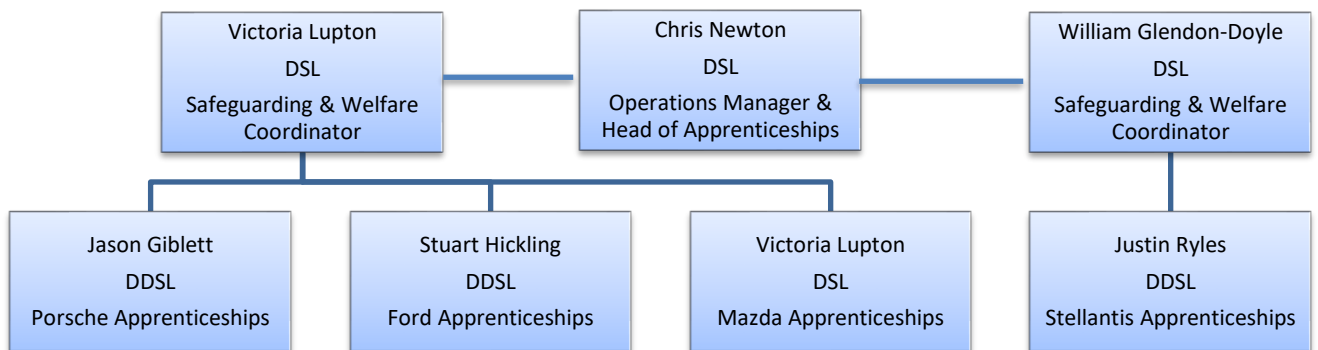 Victoria Lupton
DSL
Safeguarding & Welfare
Coordinator
Chris Newton
DSL
Operations Manager &
Head of Apprenticeships
William Glendon-Doyle
DSL
Safeguarding & Welfare
Coordinator
Jason Giblett
DDSL
Porsche Apprenticeships
Stuart Hickling
DDSL
Ford Apprenticeships
Victoria Lupton
DSL
Mazda Apprenticeships
Justin Ryles
DDSL
Stellantis Apprenticeships